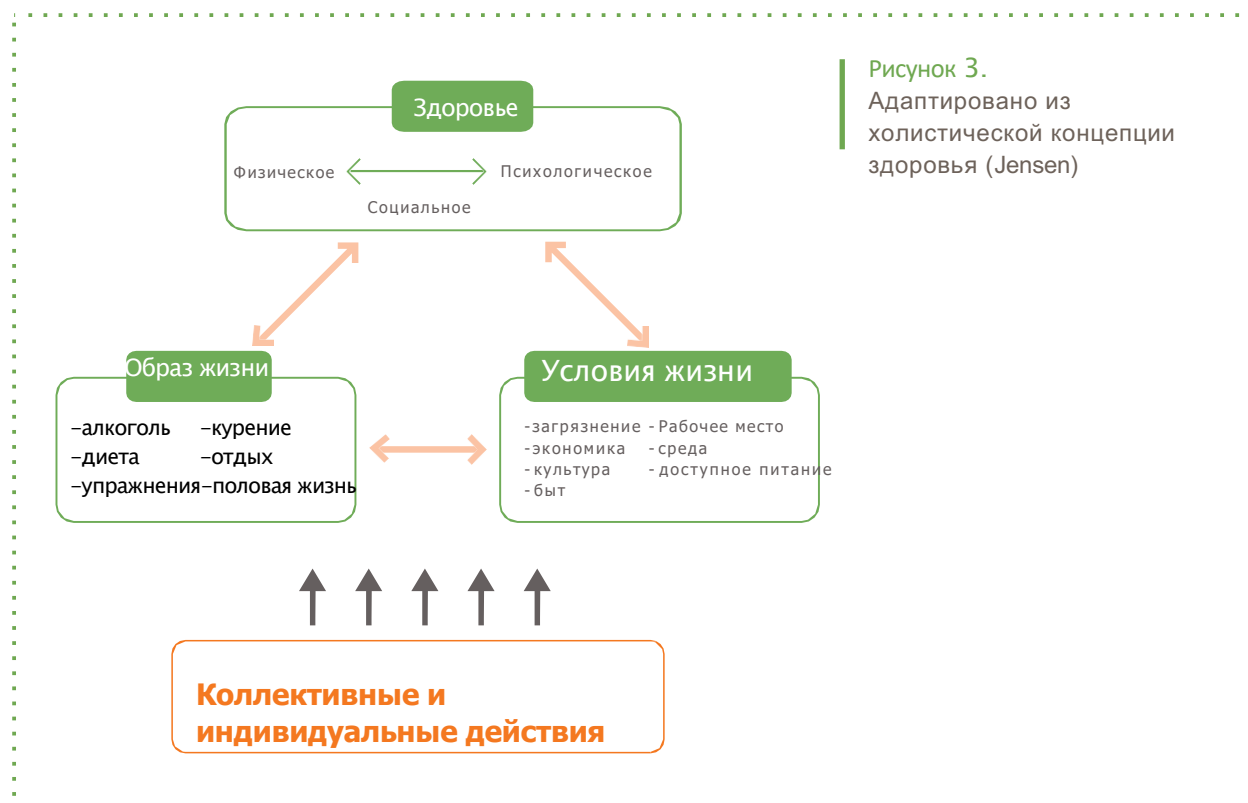 Рисунок 3.
Адаптировано из
холистической концепции
здоровья (Jensen)
Здоровье
Физическое Психологическое
Социальное
Образ жизни
–алкоголь –курение
–диета –отдых
–упражнения–половая жизнь
Условия жизни
-загрязнение - Рабочее место
-экономика - среда
- культура - доступное питание
- быт
Коллективные и
индивидуальные действия